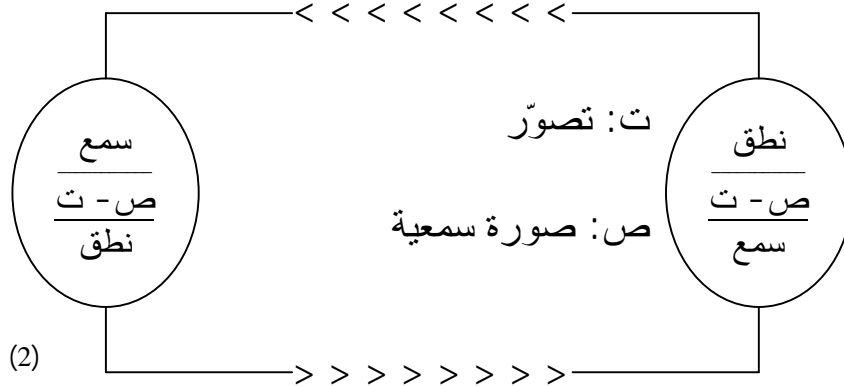 < < < < < < < <
نطق
ص - ت
سمع
ت: تصوّر
ص: صورة سمعية
سمع
ص - ت
نطق
> > > > > > > >
(2)